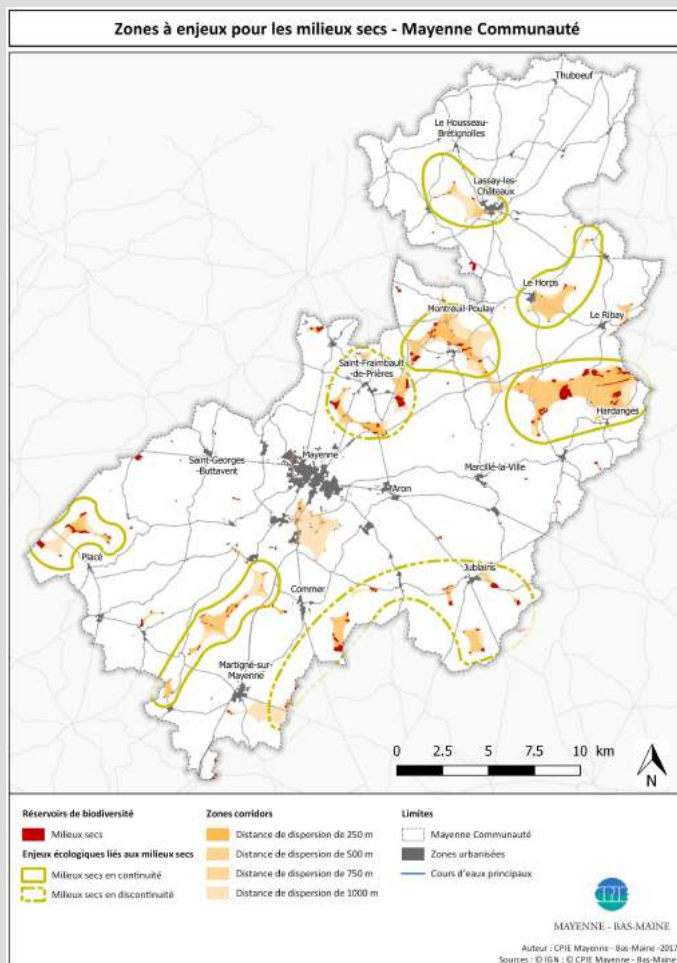 Zones à enjeux pour les milieux secs - Mayenne Communauté
Thuboeuf
Le Housseau-
Brétignolles
Lassay-les-
Châteaux
Le Horps
Montreuil-Poulay
Le Ribay
Saint-Fraimbault
-de-Prières
Hardanges
Mayenne
Saint-Georges
-Buttavent
Marcillé-la-Ville
Aron
Placé
Jublains
Commer
Martigné-sur-
Mayenne
0 2.5 5 7.5 10 km
N
Réservoirs de biodiversité
Milieux secs
Enjeux écologiques liés aux milieux secs
Milieux secs en continuité
Milieux secs en discontinuité
Zones corridors
Distance de dispersion de 250 m
Distance de dispersion de 500 m
Distance de dispersion de 750 m
Distance de dispersion de 1000 m
Limites
Mayenne Communauté
Zones urbanisées
Cours d'eaux principaux
CPIE
MAYENNE - BAS-MAINE
Auteur : CPIE Mayenne - Bas-Maine -2017
Sources : © IGN : © CPIE Mayenne - Bas-Maine